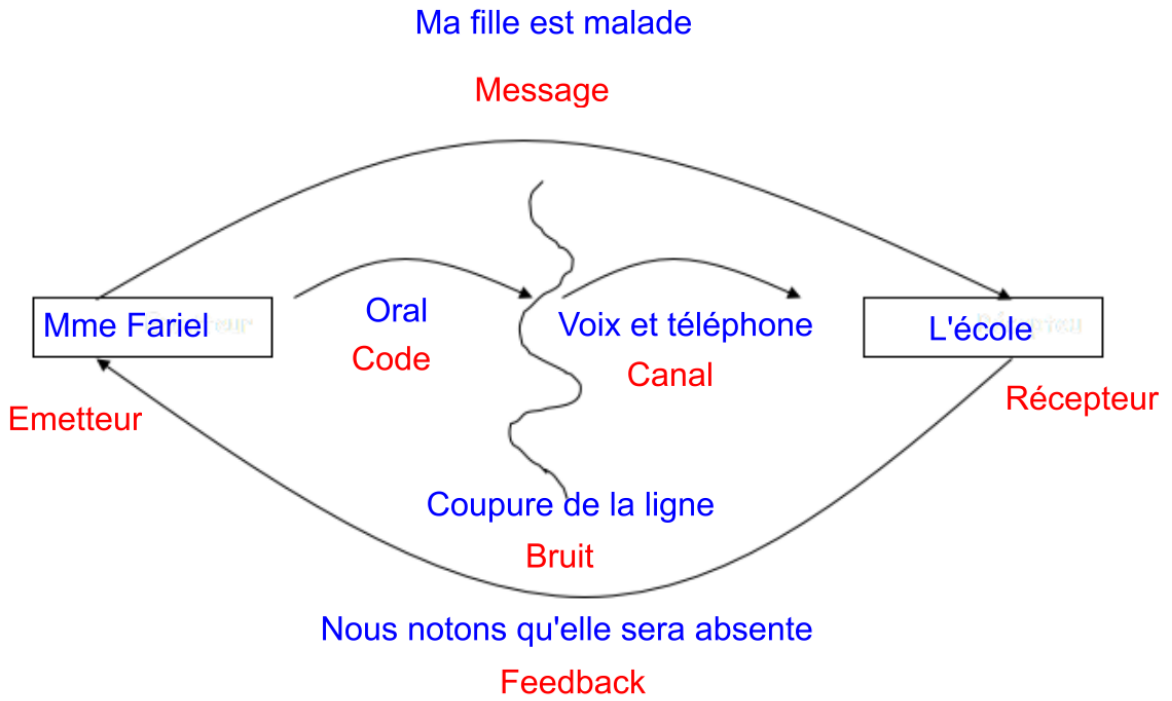 Ma fille est malade
Message
Mme Fariel
Oral
Voix et téléphone
L'école
Code
Canal
Emetteur
Récepteur
Coupure de la ligne
Bruit
Nous notons qu'elle sera absente
Feedback